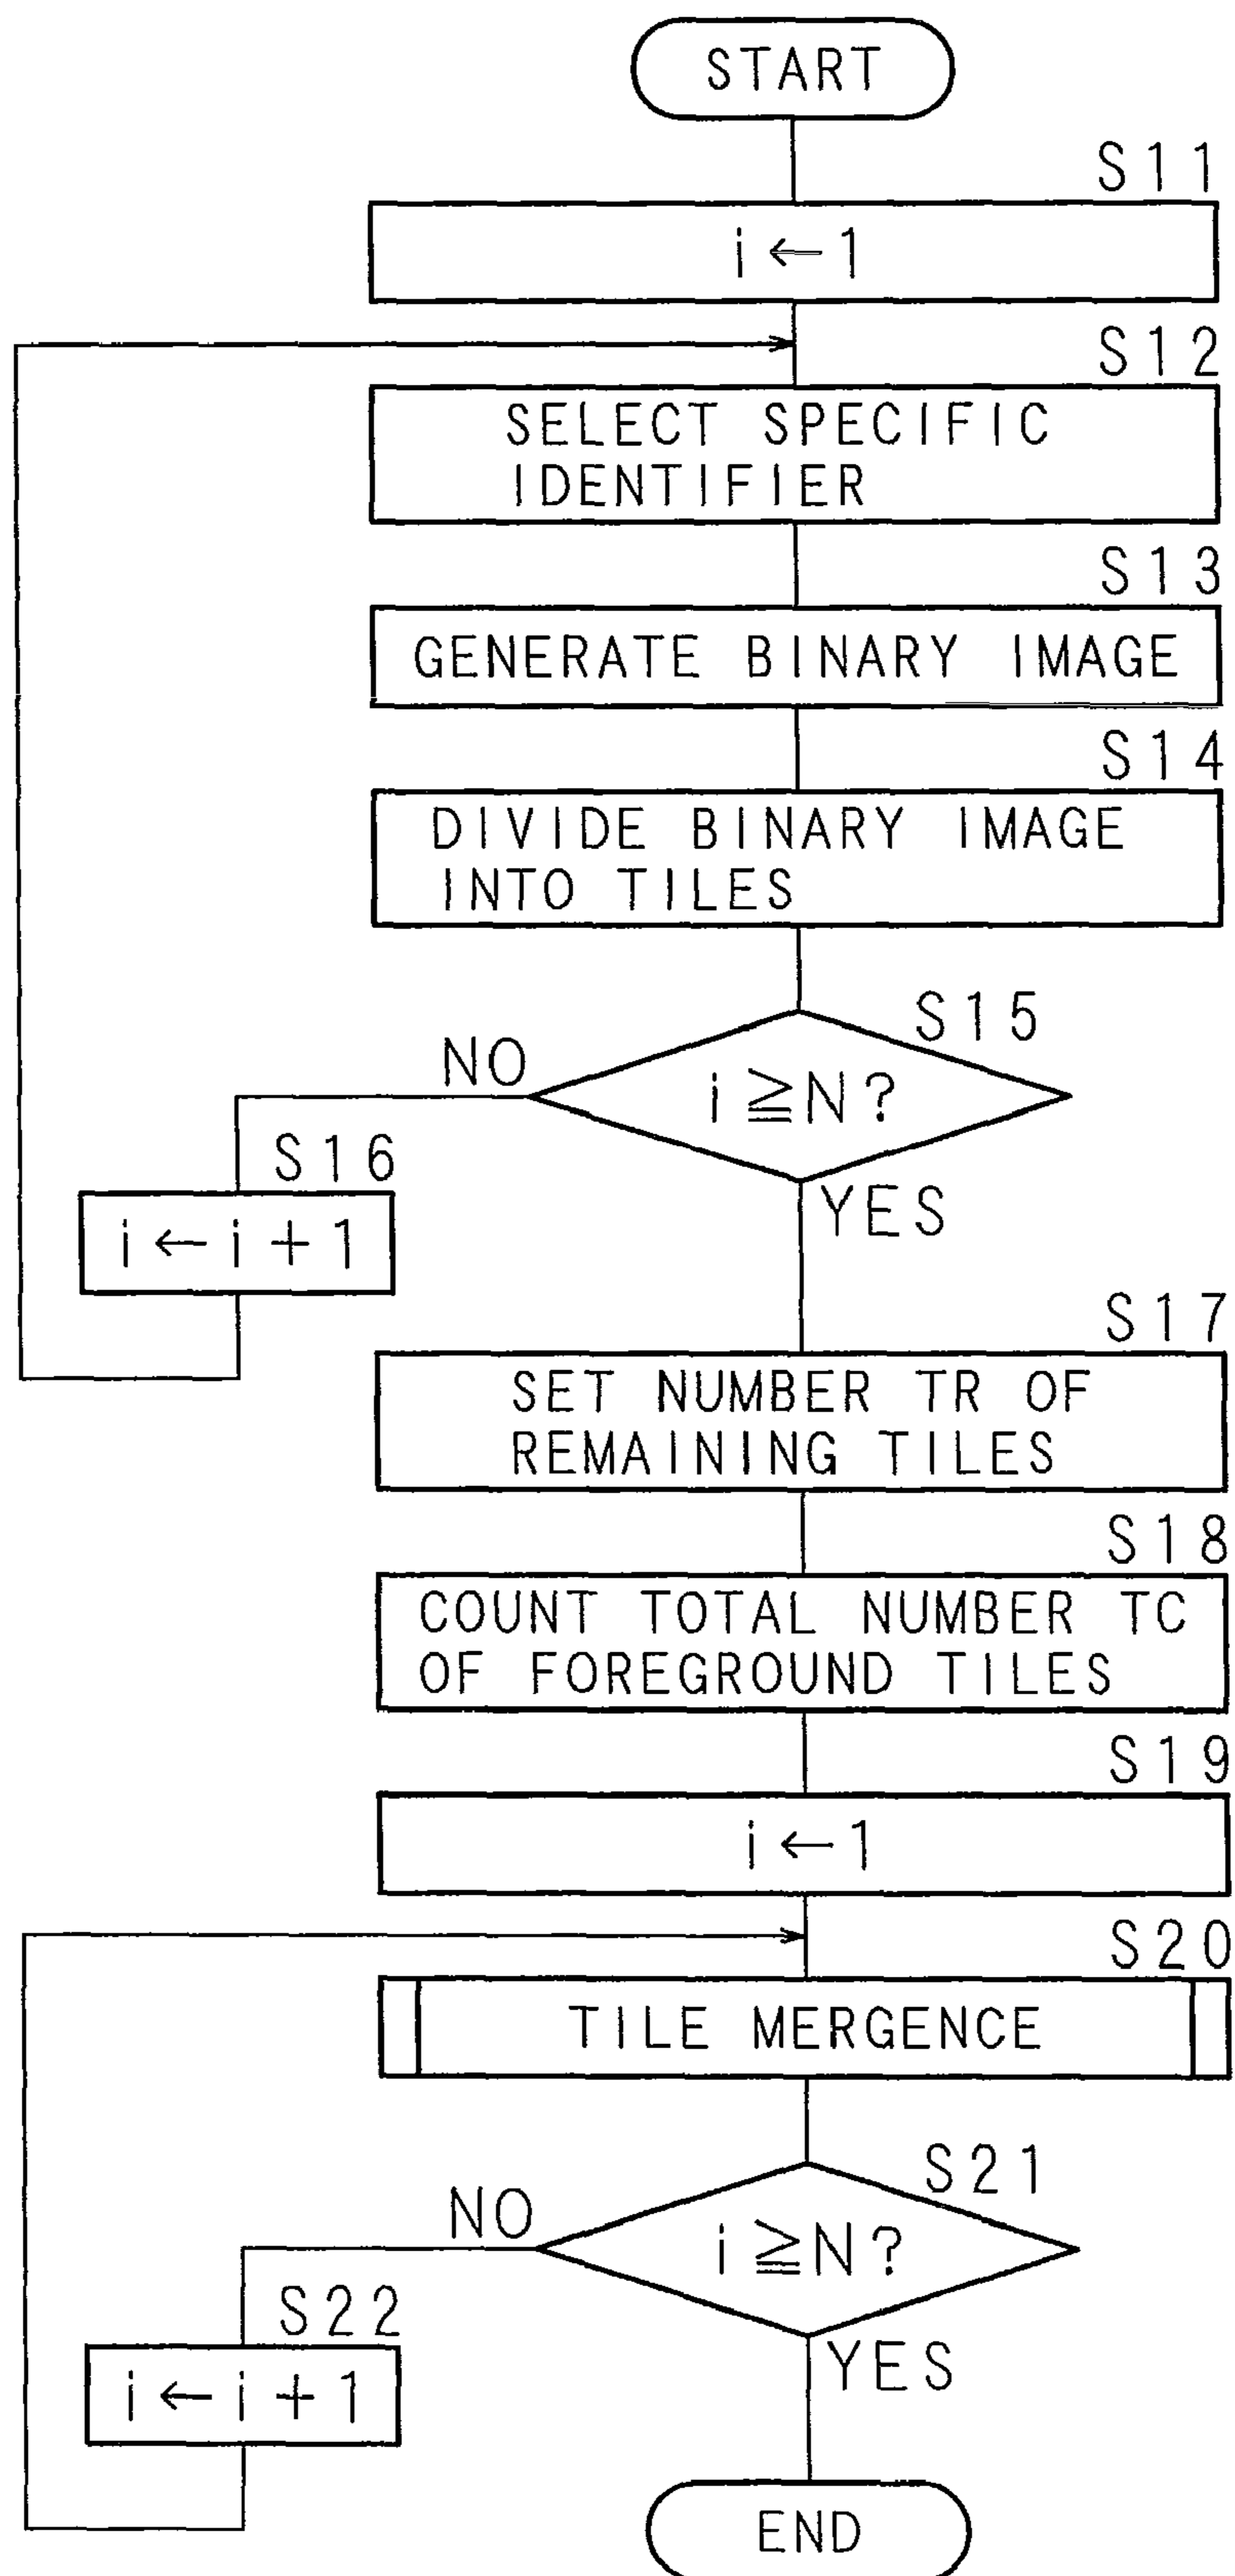 START
S11
i ← 1
S12
SELECT SPECIFIC
IDENTIFIER
S13
GENERATE BINARY IMAGE
S14
DIVIDE BINARY IMAGE
INTO TILES
S15
NO
i ≧ N?
S16
YES
i ← i + 1
S17
SET NUMBER TR OF
REMAINING TILES
S18
COUNT TOTAL NUMBER TC
OF FOREGROUND TILES
S19
i ← 1
S20
TILE MERGENCE
S21
NO
i ≧ N?
S22
YES
i ← i + 1
END